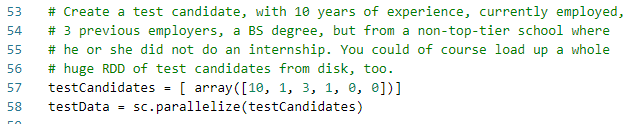 53 # Create a test candidate, with 10 years of experience, currently employed,
54 # 3 previous employers, a BS degree, but from a non-top-tier school where
55 # he or she did not do an internship. You could of course load up a whole
56 # huge RDD of test candidates from disk, too.
57 testCandidates = [ array([10, 1, 3, 1, 0, 0])]
58 testData = sc.parallelize(testCandidates)